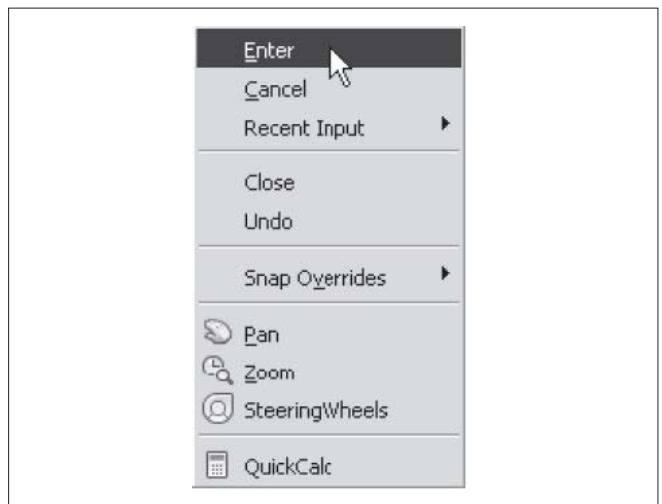 Enter
Cancel
Recent Input
Close
Undo
Snap Overrides
Pan
Zoom
SteeringWheels
QuickCalc